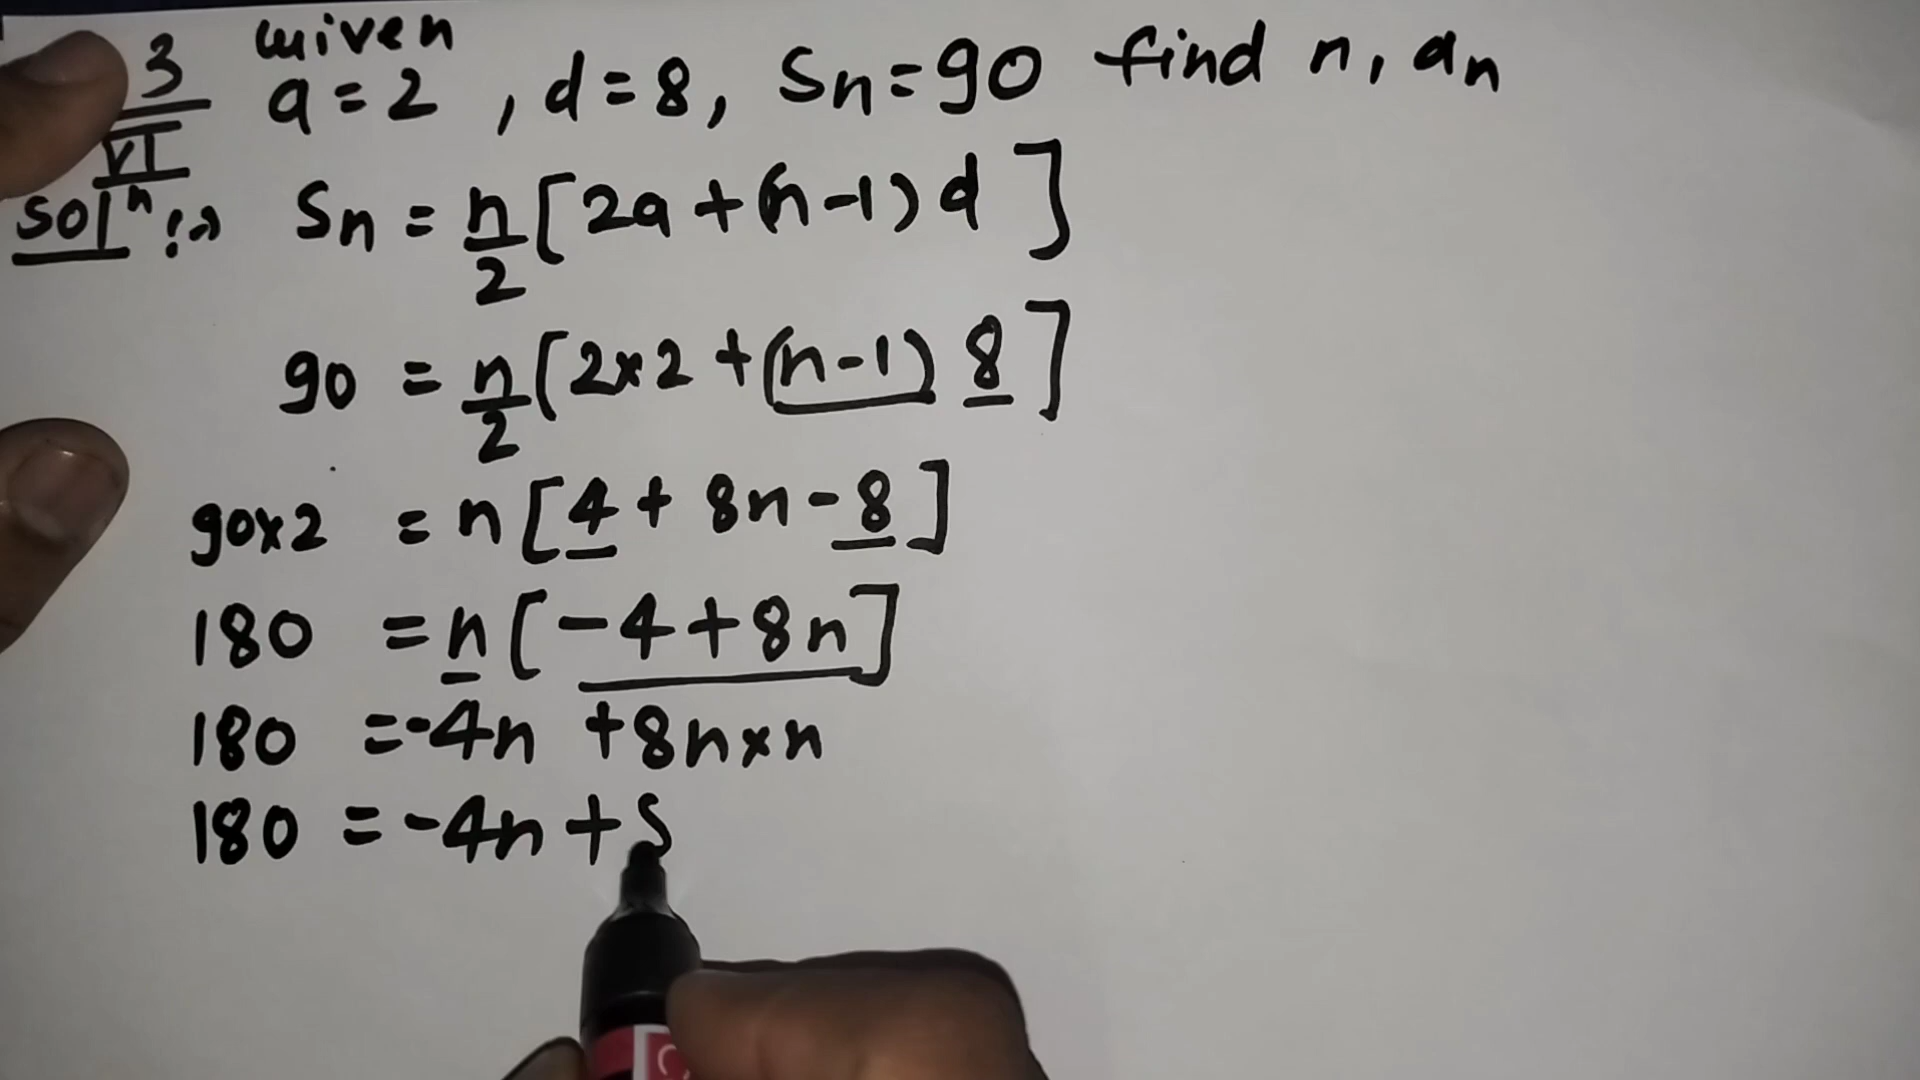 3 Given
VI a=2, d=8, Sn=90 find n, an
Solⁿ:→ Sn = n/2 [2a+(n-1)d]
90 = n/2 [2×2+(n-1) 8]
90×2 = n[4+8n-8]
180 = n[-4+8n]
180 = -4n +8n×n
180 = -4n+